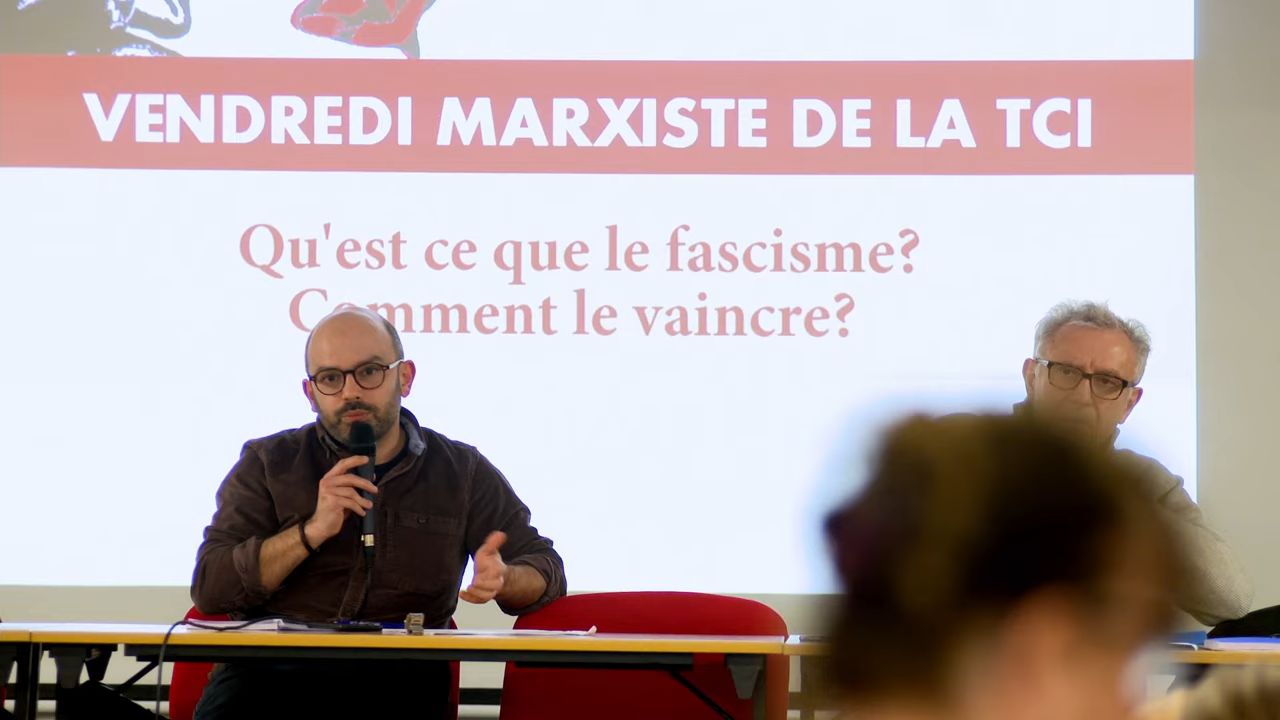 VENDREDI MARXISTE DE LA TCI
Qu'est ce que le fascisme?
Comment le vaincre?